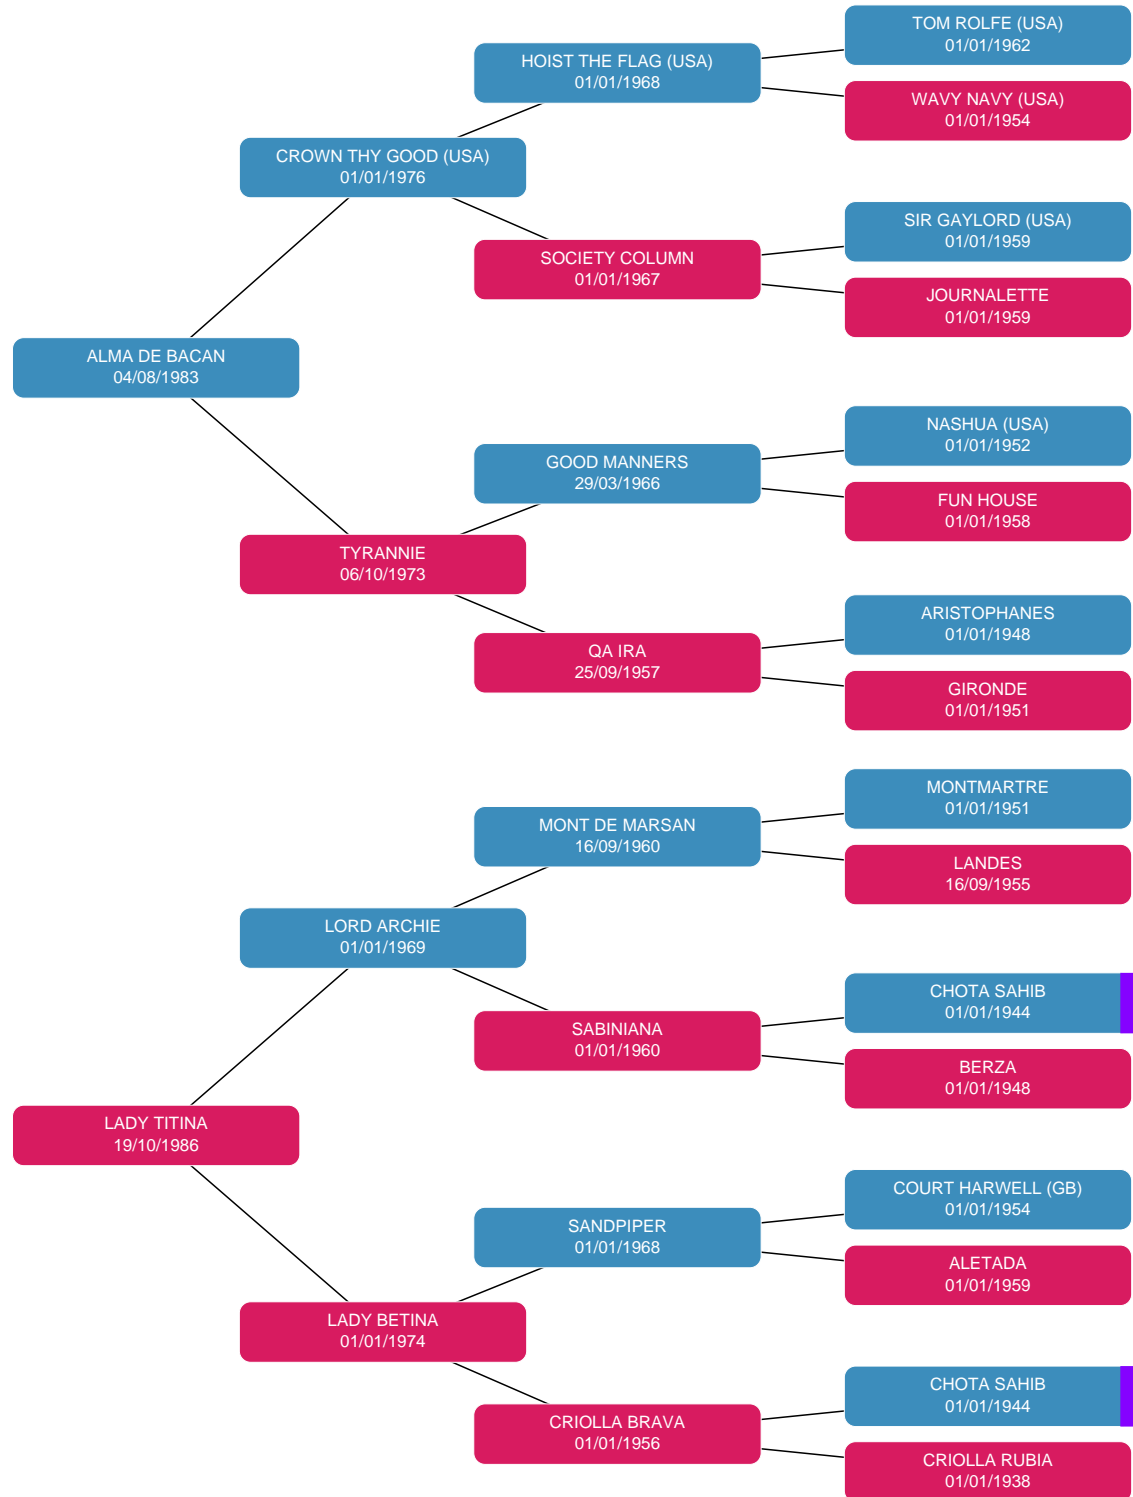 TOM ROLFE (USA)
01/01/1962
HOIST THE FLAG (USA)
01/01/1968
WAVY NAVY (USA)
01/01/1954
CROWN THY GOOD (USA)
01/01/1976
SIR GAYLORD (USA)
01/01/1959
SOCIETY COLUMN
01/01/1967
JOURNALETTE
01/01/1959
ALMA DE BACAN
04/08/1983
NASHUA (USA)
01/01/1952
GOOD MANNERS
29/03/1966
FUN HOUSE
01/01/1958
TYRANNIE
06/10/1973
ARISTOPHANES
01/01/1948
QA IRA
25/09/1957
GIRONDE
01/01/1951
MONTMARTRE
01/01/1951
MONT DE MARSAN
16/09/1960
LANDES
16/09/1955
LORD ARCHIE
01/01/1969
CHOTA SAHIB
01/01/1944
SABINIANA
01/01/1960
BERZA
01/01/1948
LADY TITINA
19/10/1986
COURT HARWELL (GB)
01/01/1954
SANDPIPER
01/01/1968
ALETADA
01/01/1959
LADY BETINA
01/01/1974
CHOTA SAHIB
01/01/1944
CRIOLLA BRAVA
01/01/1956
CRIOLLA RUBIA
01/01/1938